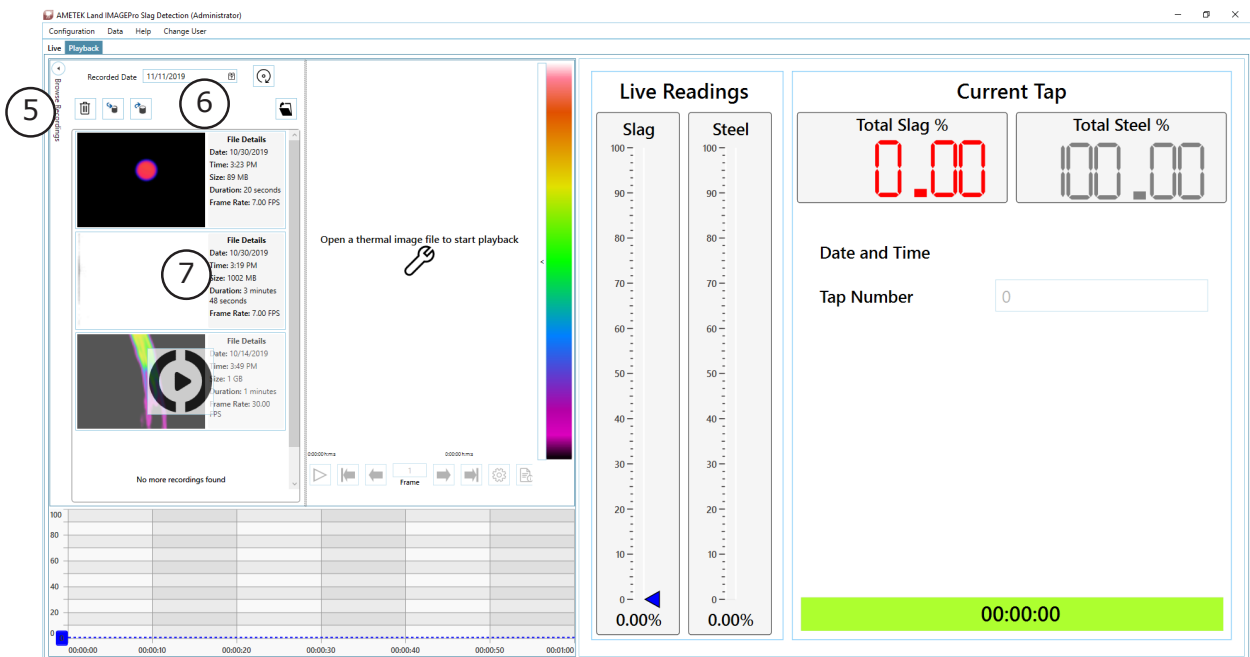 AMETEK Land IMAGEPro Slag Detection (Administrator)
Configuration Data Help Change User
Live Playback
Browse Recordings
Recorded Date 11/11/2019
5
6
File Details
Date: 10/30/2019
Time: 3:23 PM
Size: 89 MB
Duration: 20 seconds
Frame Rate: 7.00 FPS
File Details
Date: 10/30/2019
Time: 3:19 PM
Size: 1002 MB
Duration: 3 minutes
48 seconds
Frame Rate: 7.00 FPS
7
File Details
Date: 10/14/2019
Time: 3:49 PM
Size: 1 GB
Duration: 1 minutes
Frame Rate: 30.00
FPS
No more recordings found
Open a thermal image file to start playback
<
0:00:00 h:m:s 0:00:00 h:m:s
1
Frame
100
80
60
40
20
0
00:00:00 00:00:10 00:00:20 00:00:30 00:00:40 00:00:50 00:01:00
Live Readings
Slag Steel
100 100
90 90
80 80
70 70
60 60
50 50
40 40
30 30
20 20
10 10
0 0
0.00% 0.00%
Current Tap
Total Slag % Total Steel %
0.00 100.00
Date and Time
Tap Number 0
00:00:00